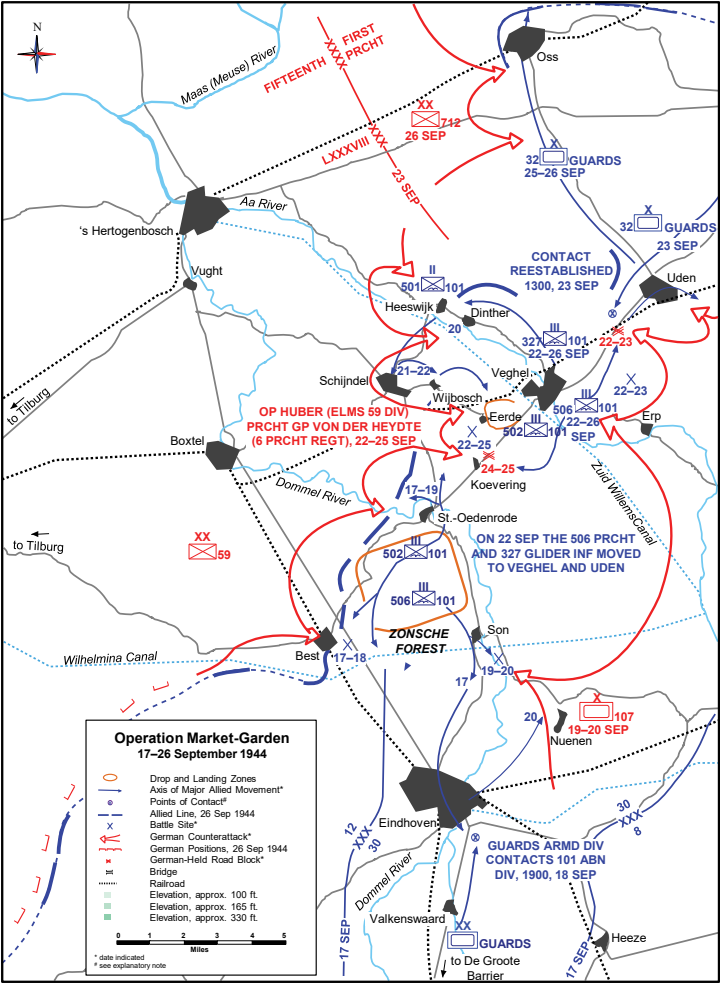 N
FIFTEENTH
XXXX
FIRST
PRCHT
Oss
Maas (Meuse) River
XX
712
26 SEP
LXXXVIII
XXX
23 SEP
X
32
GUARDS
25–26 SEP
X
32
GUARDS
23 SEP
Aa River
's Hertogenbosch
CONTACT
REESTABLISHED
1300, 23 SEP
Vught
II
501
101
Uden
Heeswijk
Dinther
20
III
327
101
22–26 SEP
22–23
21–22
Schijndel
Veghel
Wijbosch
22–23
to Tilburg
OP HUBER (ELMS 59 DIV)
PRCHT GP VON DER HEYDTE
(6 PRCHT REGT), 22–25 SEP
Eerde
III
506
101
22–26
SEP
III
502
101
Erp
22–25
Boxtel
24–25
Koevering
Dommel River
17–19
Zuid WillemsCanal
St.-Oedenrode
to Tilburg
XX
59
III
502
101
ON 22 SEP THE 506 PRCHT
AND 327 GLIDER INF MOVED
TO VEGHEL AND UDEN
III
506
101
ZONSCHE
FOREST
Son
Best
17–18
Wilhelmina Canal
19–20
17
X
107
19–20 SEP
20
Nuenen
Operation Market-Garden
17–26 September 1944
Drop and Landing Zones
Axis of Major Allied Movement*
Points of Contact#
Allied Line, 26 Sep 1944
Battle Site*
German Counterattack*
German Positions, 26 Sep 1944
German-Held Road Block*
Bridge
Railroad
Elevation, approx. 100 ft.
Elevation, approx. 165 ft.
Elevation, approx. 330 ft.
0 1 2 3 4 5
Miles
* date indicated
# see explanatory note
Eindhoven
12
XXX
30
30
XXX
8
GUARDS ARMD DIV
CONTACTS 101 ABN
DIV, 1900, 18 SEP
Dommel River
Valkenswaard
17 SEP
XX
GUARDS
to De Groote
Barrier
Heeze
17 SEP